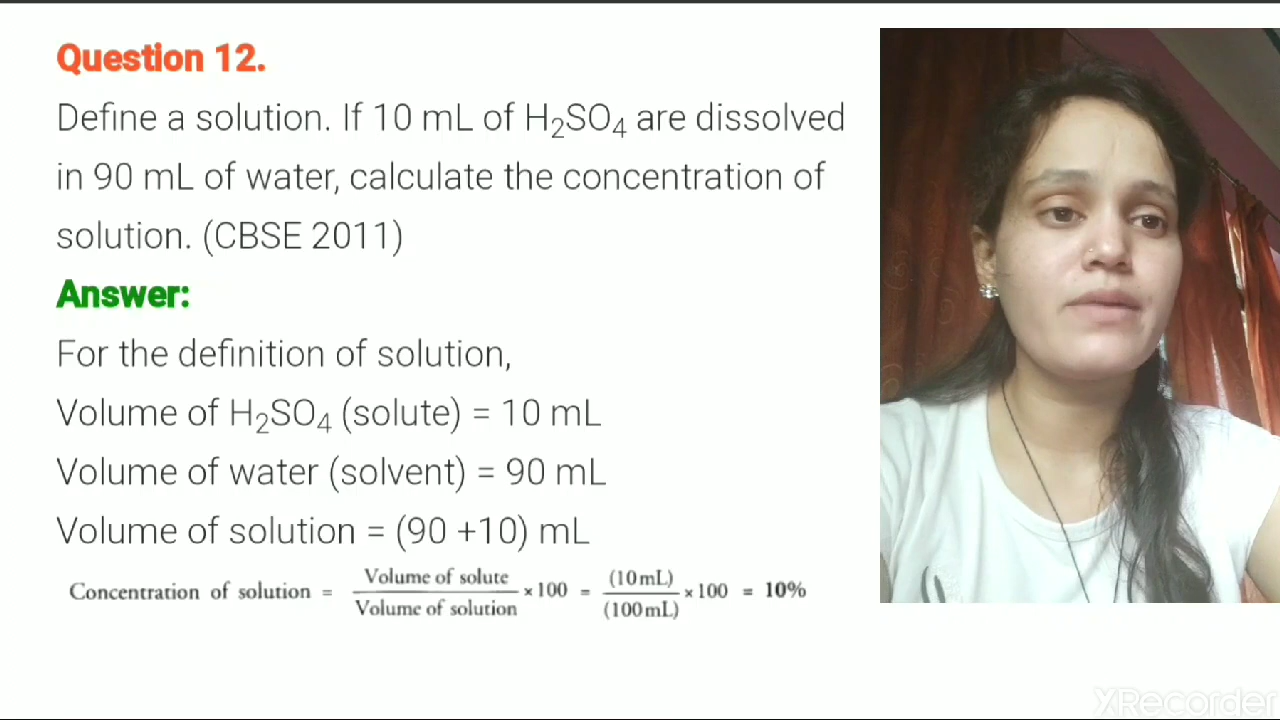 Question 12.
Define a solution. If 10 mL of H₂SO₄ are dissolved
in 90 mL of water, calculate the concentration of
solution. (CBSE 2011)
Answer:
For the definition of solution,
Volume of H₂SO₄ (solute) = 10 mL
Volume of water (solvent) = 90 mL
Volume of solution = (90 +10) mL
Concentration of solution = Volume of solute / Volume of solution × 100 = (10 mL) / (100 mL) × 100 = 10%
XRecorder